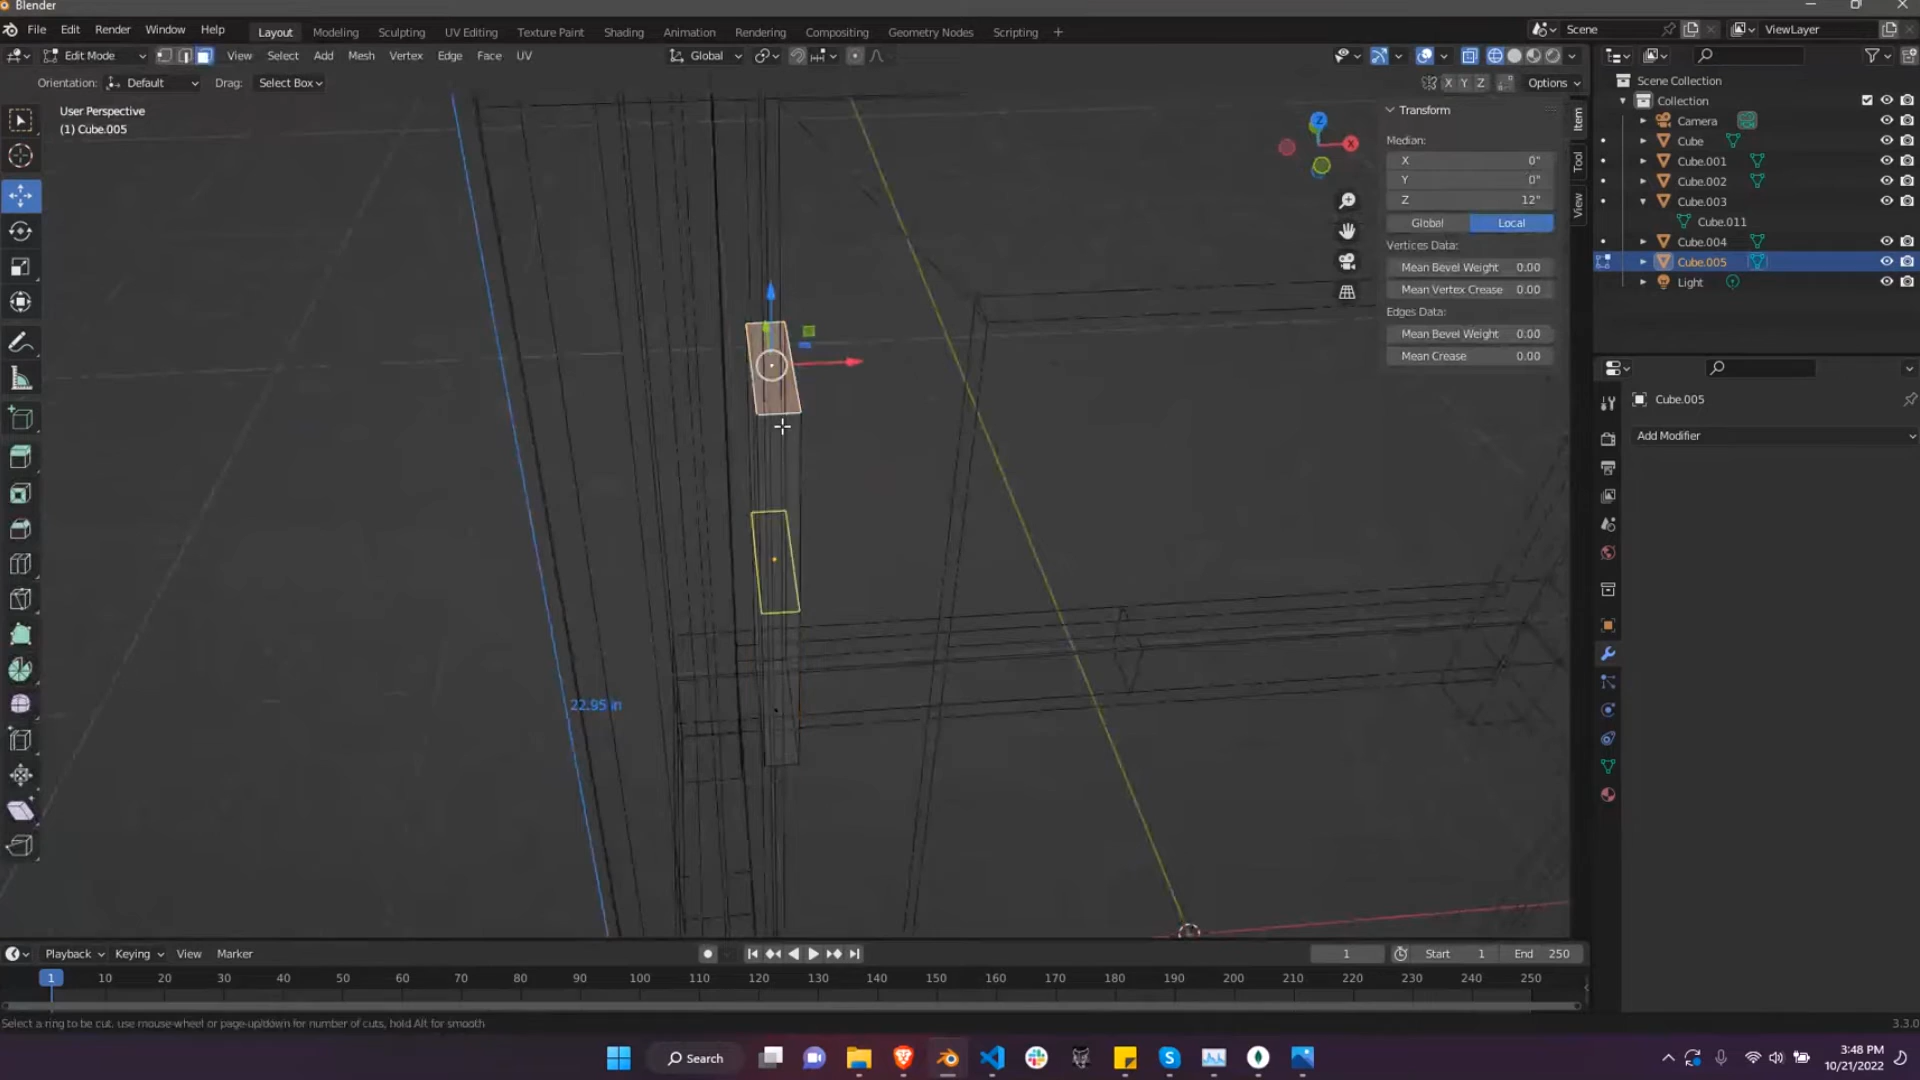 Blender
File Edit Render Window Help
Layout Modeling Sculpting UV Editing Texture Paint Shading Animation Rendering Compositing Geometry Nodes Scripting +
Scene ViewLayer
Edit Mode View Select Add Mesh Vertex Edge Face UV
Global
Orientation: Default Drag: Select Box
X Y Z Options
User Perspective
(1) Cube.005
Z
X
22.95 in
Transform
Median:
X 0"
Y 0"
Z 12"
Global Local
Vertices Data:
Mean Bevel Weight 0.00
Mean Vertex Crease 0.00
Edges Data:
Mean Bevel Weight 0.00
Mean Crease 0.00
Item
Tool
View
Scene Collection
Collection
Camera
Cube
Cube.001
Cube.002
Cube.003
Cube.011
Cube.004
Cube.005
Light
Cube.005
Add Modifier
Playback Keying View Marker
1 Start 1 End 250
1 10 20 30 40 50 60 70 80 90 100 110 120 130 140 150 160 170 180 190 200 210 220 230 240 250
Select a ring to be cut, use mouse-wheel or page-up/down for number of cuts, hold Alt for smooth
3.3.0
Search
3:48 PM
10/21/2022